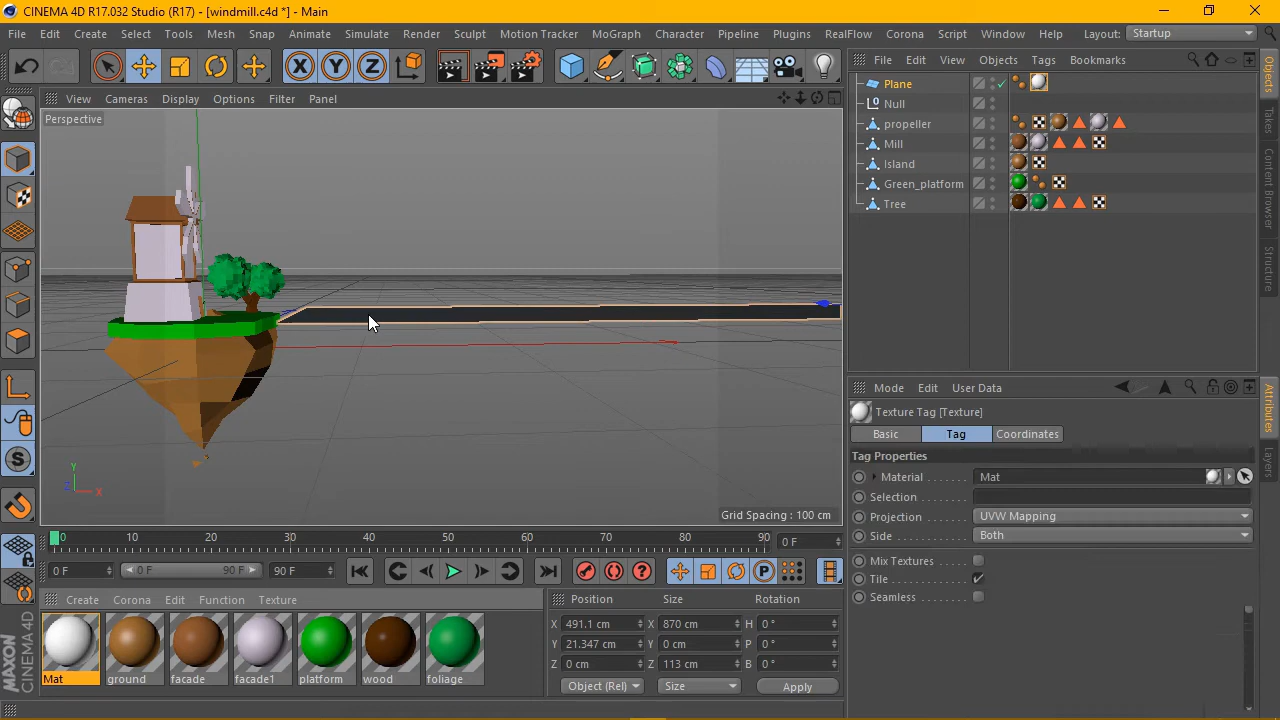 CINEMA 4D R17.032 Studio (R17) - [windmill.c4d *] - Main
File Edit Create Select Tools Mesh Snap Animate Simulate Render Sculpt Motion Tracker MoGraph Character Pipeline Plugins RealFlow Corona Script Window Help Layout: Startup
X Y Z
File Edit View Objects Tags Bookmarks
Plane
Null
propeller
Mill
Island
Green_platform
Tree
Objects
Takes
Content Browser
Structure
View Cameras Display Options Filter Panel
Perspective
Y
Z X
Grid Spacing : 100 cm
Mode Edit User Data
Texture Tag [Texture]
Basic Tag Coordinates
Tag Properties
Material Mat
Selection
Projection UVW Mapping
Side Both
Mix Textures
Tile
Seamless
Attributes
Layers
0 10 20 30 40 50 60 70 80 90 0 F
0 F 0 F 90 F 90 F
Create Corona Edit Function Texture
Mat ground facade facade1 platform wood foliage
Position Size Rotation
X 491.1 cm X 870 cm H 0 °
Y 21.347 cm Y 0 cm P 0 °
Z 0 cm Z 113 cm B 0 °
Object (Rel) Size Apply
MAXON
CINEMA 4D